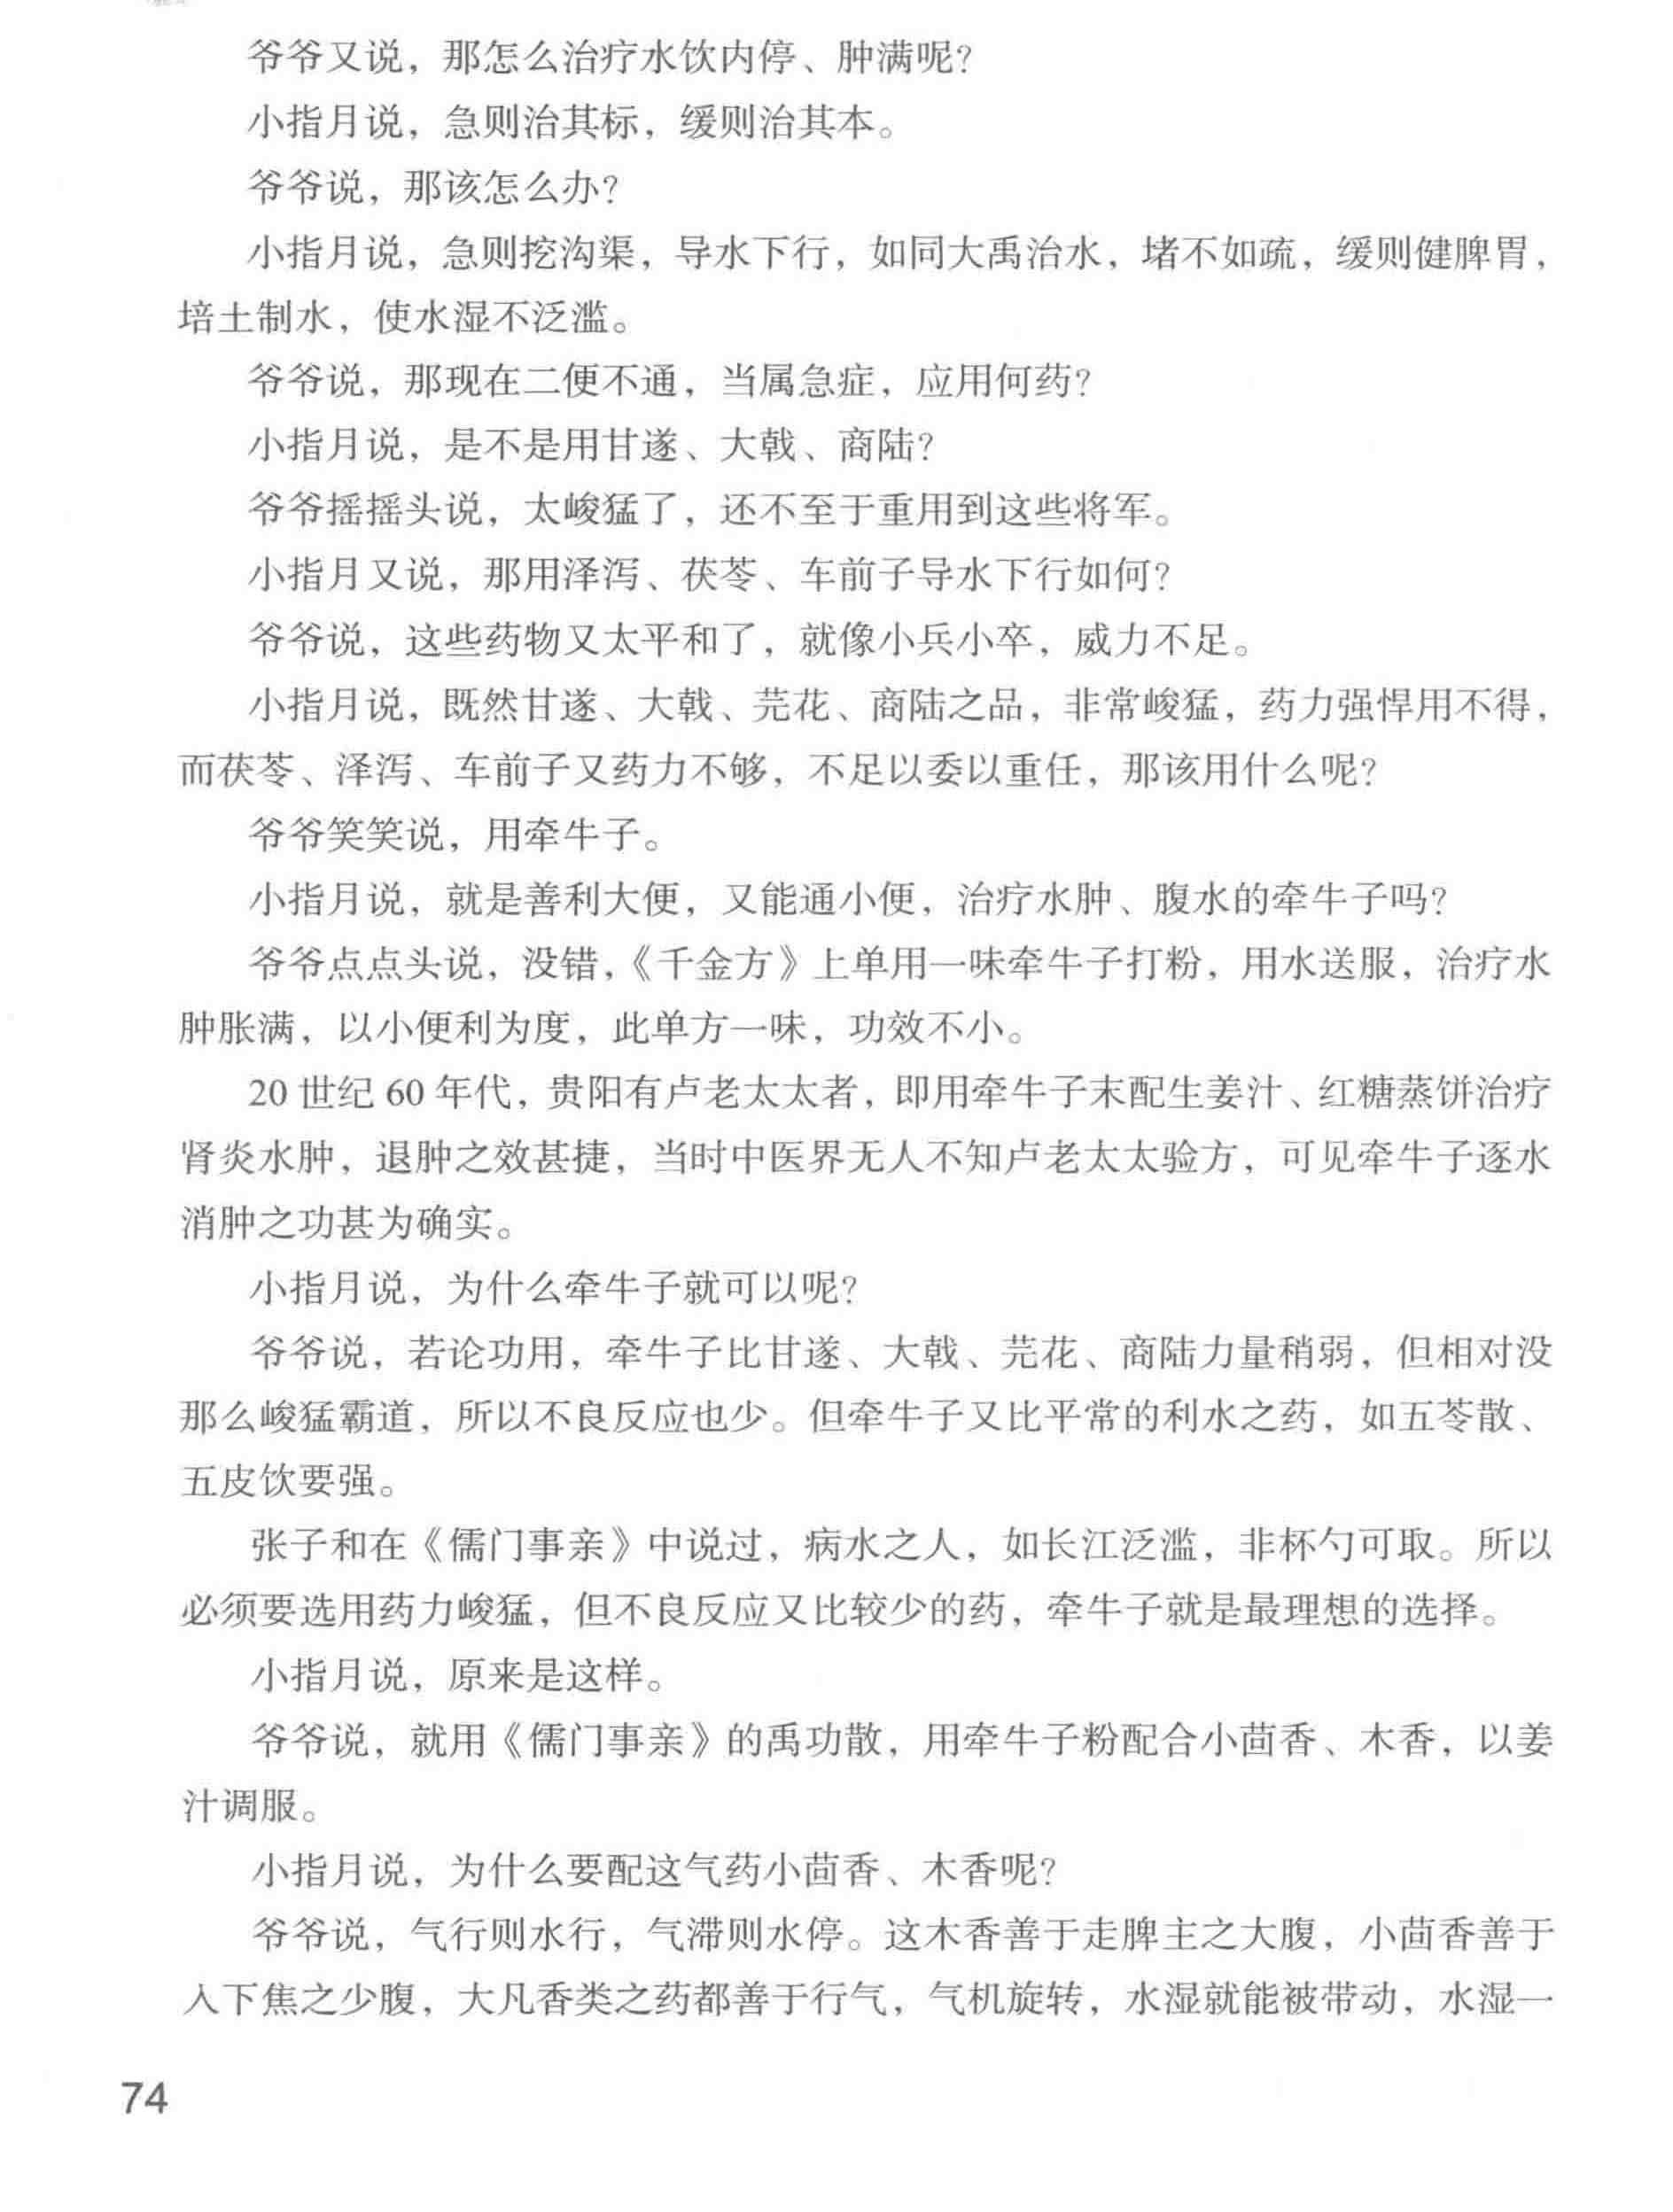 爷爷又说，那怎么治疗水饮内停、肿满呢？
小指月说，急则治其标，缓则治其本。
爷爷说，那该怎么办？
小指月说，急则挖沟渠，导水下行，如同大禹治水，堵不如疏，缓则健脾胃，
培土制水，使水湿不泛滥。
爷爷说，那现在二便不通，当属急症，应用何药？
小指月说，是不是用甘遂、大戟、商陆？
爷爷摇摇头说，太峻猛了，还不至于重用到这些将军。
小指月又说，那用泽泻、茯苓、车前子导水下行如何？
爷爷说，这些药物又太平和了，就像小兵小卒，威力不足。
小指月说，既然甘遂、大戟、芫花、商陆之品，非常峻猛，药力强悍用不得，
而茯苓、泽泻、车前子又药力不够，不足以委以重任，那该用什么呢？
爷爷笑笑说，用牵牛子。
小指月说，就是善利大便，又能通小便，治疗水肿、腹水的牵牛子吗？
爷爷点点头说，没错，《千金方》上单用一味牵牛子打粉，用水送服，治疗水
肿胀满，以小便利为度，此单方一味，功效不小。
20世纪60年代，贵阳有卢老太太者，即用牵牛子末配生姜汁、红糖蒸饼治疗
肾炎水肿，退肿之效甚捷，当时中医界无人不知卢老太太验方，可见牵牛子逐水
消肿之功甚为确实。
小指月说，为什么牵牛子就可以呢？
爷爷说，若论功用，牵牛子比甘遂、大戟、芫花、商陆力量稍弱，但相对没
那么峻猛霸道，所以不良反应也少。但牵牛子又比平常的利水之药，如五苓散、
五皮饮要强。
张子和在《儒门事亲》中说过，病水之人，如长江泛滥，非杯勺可取。所以
必须要选用药力峻猛，但不良反应又比较少的药，牵牛子就是最理想的选择。
小指月说，原来是这样。
爷爷说，就用《儒门事亲》的禹功散，用牵牛子粉配合小茴香、木香，以姜
汁调服。
小指月说，为什么要配这气药小茴香、木香呢？
爷爷说，气行则水行，气滞则水停。这木香善于走脾主之大腹，小茴香善于
入下焦之少腹，大凡香类之药都善于行气，气机旋转，水湿就能被带动，水湿一
74